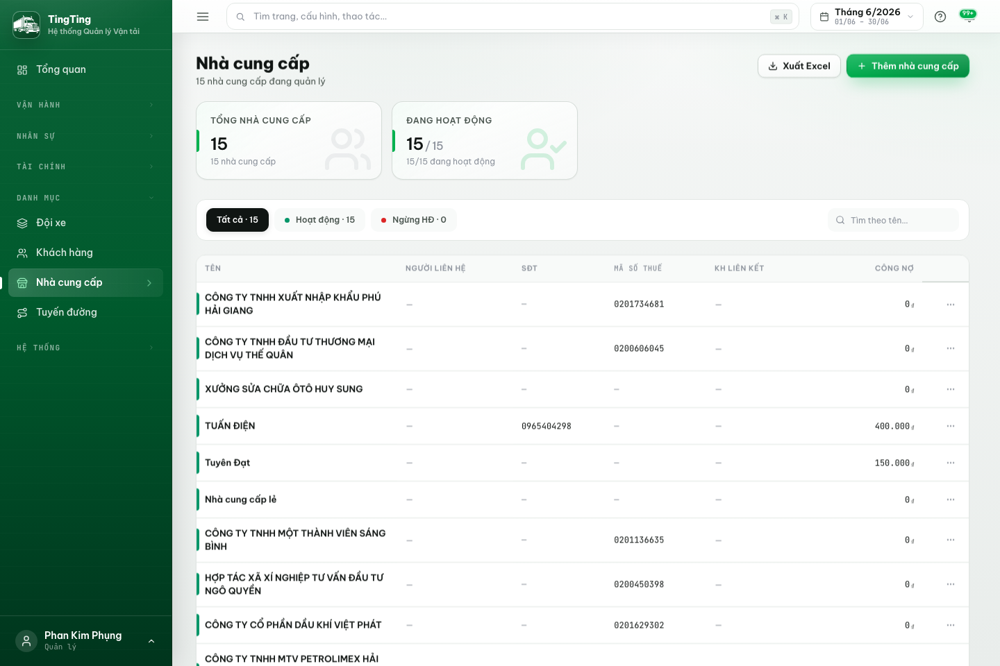 TingTing
Hệ thống Quản lý Vận tải
Tổng quan
VẬN HÀNH
NHÂN SỰ
TÀI CHÍNH
DANH MỤC
Đội xe
Khách hàng
Nhà cung cấp
Tuyến đường
HỆ THỐNG
Phan Kim Phụng
Quản lý
Tìm trang, cấu hình, thao tác...
⌘ K
Tháng 6/2026
01/06 – 30/06
99+
Nhà cung cấp
15 nhà cung cấp đang quản lý
Xuất Excel
Thêm nhà cung cấp
TỔNG NHÀ CUNG CẤP
15
15 nhà cung cấp
ĐANG HOẠT ĐỘNG
15 / 15
15/15 đang hoạt động
Tất cả · 15
Hoạt động · 15
Ngừng HĐ · 0
Tìm theo tên...
TÊN NGƯỜI LIÊN HỆ SĐT MÃ SỐ THUẾ KH LIÊN KẾT CÔNG NỢ
CÔNG TY TNHH XUẤT NHẬP KHẨU PHÚ
HẢI GIANG — — 0201734681 — 0 đ ···
CÔNG TY TNHH ĐẦU TƯ THƯƠNG MẠI
DỊCH VỤ THẾ QUÂN — — 0200606045 — 0 đ ···
XƯỞNG SỬA CHỮA ÔTÔ HUY SUNG — — — — 0 đ ···
TUẤN ĐIỆN — 0965404298 — — 400.000 đ ···
Tuyên Đạt — — — — 150.000 đ ···
Nhà cung cấp lẻ — — — — 0 đ ···
CÔNG TY TNHH MỘT THÀNH VIÊN SÁNG
BÌNH — — 0201136635 — 0 đ ···
HỢP TÁC XÃ XÍ NGHIỆP TƯ VẤN ĐẦU TƯ
NGÔ QUYỀN — — 0200450398 — 0 đ ···
CÔNG TY CỔ PHẦN DẦU KHÍ VIỆT PHÁT — — 0201629302 — 0 đ ···
CÔNG TY TNHH MTV PETROLIMEX HẢI